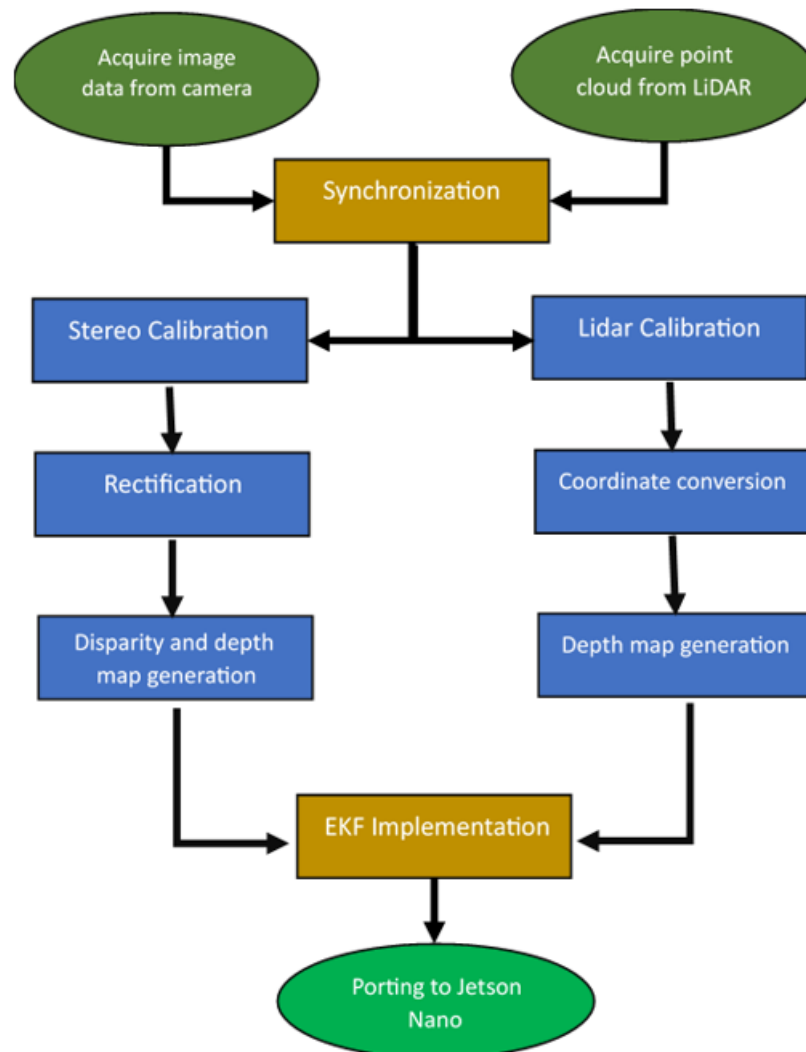 Acquire image
data from camera
Acquire point
cloud from LiDAR
Synchronization
Stereo Calibration
Lidar Calibration
Rectification
Coordinate conversion
Disparity and depth
map generation
Depth map generation
EKF Implementation
Porting to Jetson
Nano